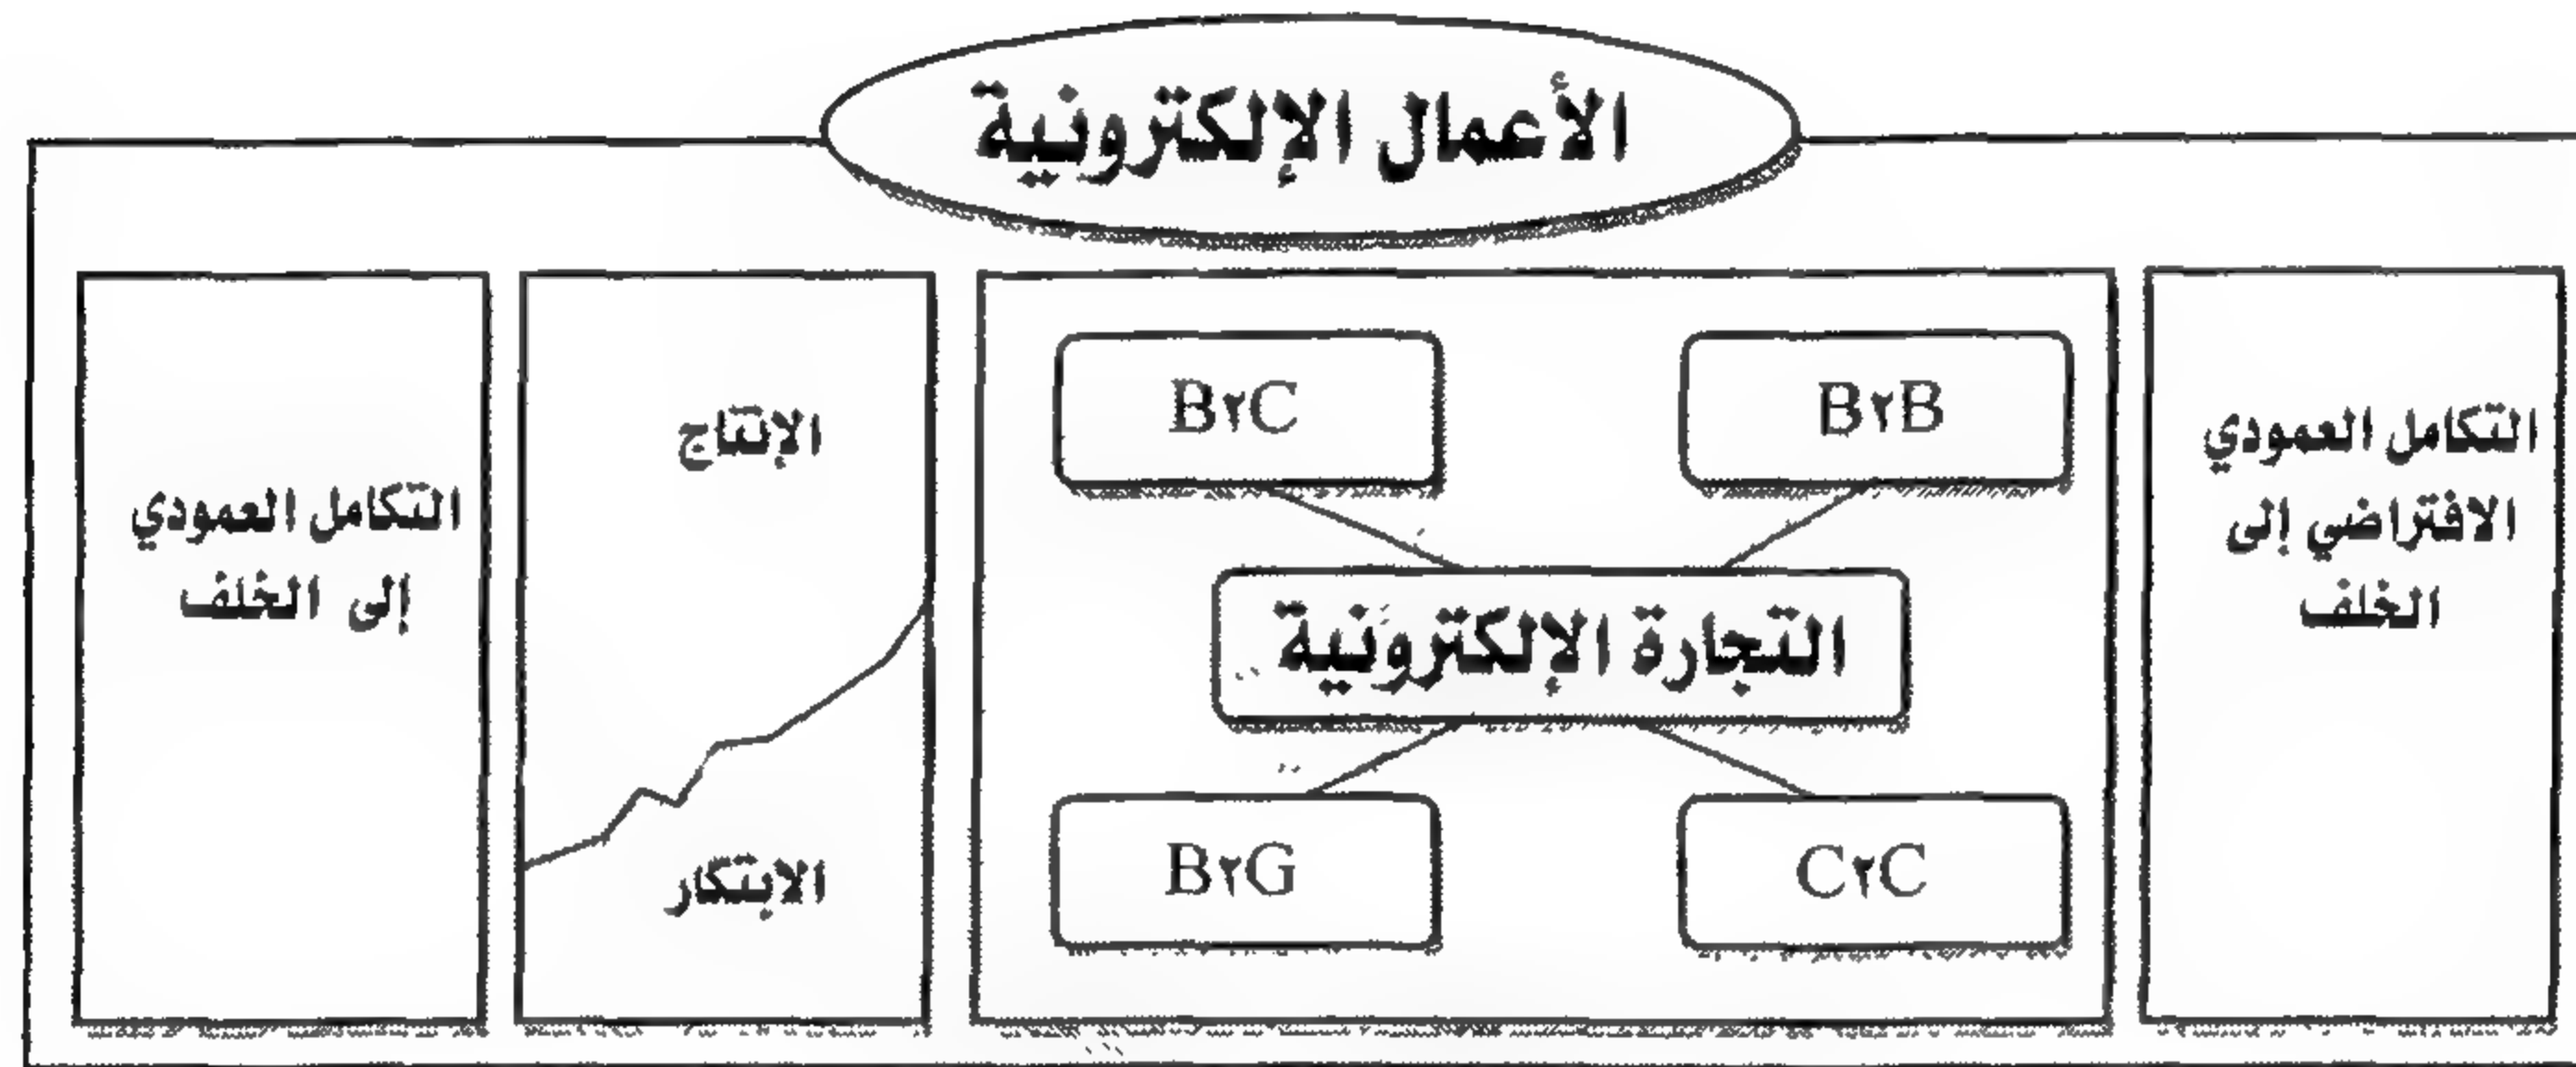 الأعمال الإلكترونية
التكامل العمودي
الافتراضي إلى
الخلف
B٢B
B٢C
التجارة الإلكترونية
C٢C
B٢G
الإنتاج
الابتكار
التكامل العمودي
إلى الخلف